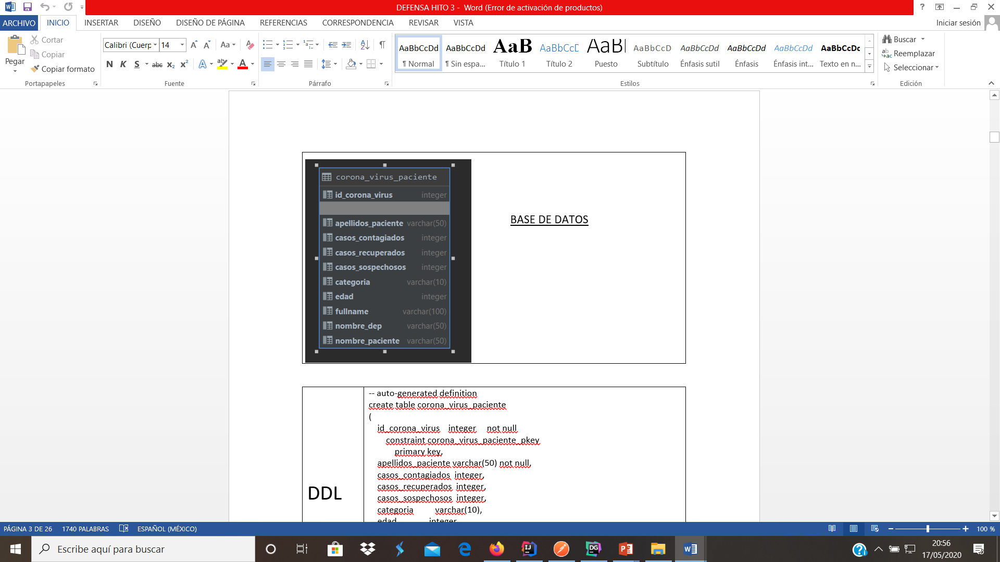 DEFENSA HITO 3 - Word (Error de activación de productos)
ARCHIVO INICIO INSERTAR DISEÑO DISEÑO DE PÁGINA REFERENCIAS CORRESPONDENCIA REVISAR VISTA Iniciar sesión
Pegar
Cortar
Copiar
Copiar formato
Portapapeles
Calibri (Cuerp 14
Fuente
Párrafo
AaBbCcDd AaBbCcDd AaB AaBbCcD AaBb AaBbCcD AaBbCcDd AaBbCcDd AaBbCcDd AaBbCcDc
¶ Normal ¶ Sin espa... Título 1 Título 2 Puesto Subtítulo Énfasis sutil Énfasis Énfasis int... Texto en n...
Estilos
Buscar
Reemplazar
Seleccionar
Edición
corona_virus_paciente
id_corona_virus integer
apellidos_paciente varchar(50)
casos_contagiados integer
casos_recuperados integer
casos_sospechosos integer
categoria varchar(10)
edad integer
fullname varchar(100)
nombre_dep varchar(50)
nombre_paciente varchar(50)
BASE DE DATOS
DDL
-- auto-generated definition
create table corona_virus_paciente
(
id_corona_virus integer not null
constraint corona_virus_paciente_pkey
primary key,
apellidos_paciente varchar(50) not null,
casos_contagiados integer,
casos_recuperados integer,
casos_sospechosos integer,
categoria varchar(10),
edad integer
PÁGINA 3 DE 26 1740 PALABRAS ESPAÑOL (MÉXICO) 100 %
Escribe aquí para buscar
20:56
17/05/2020